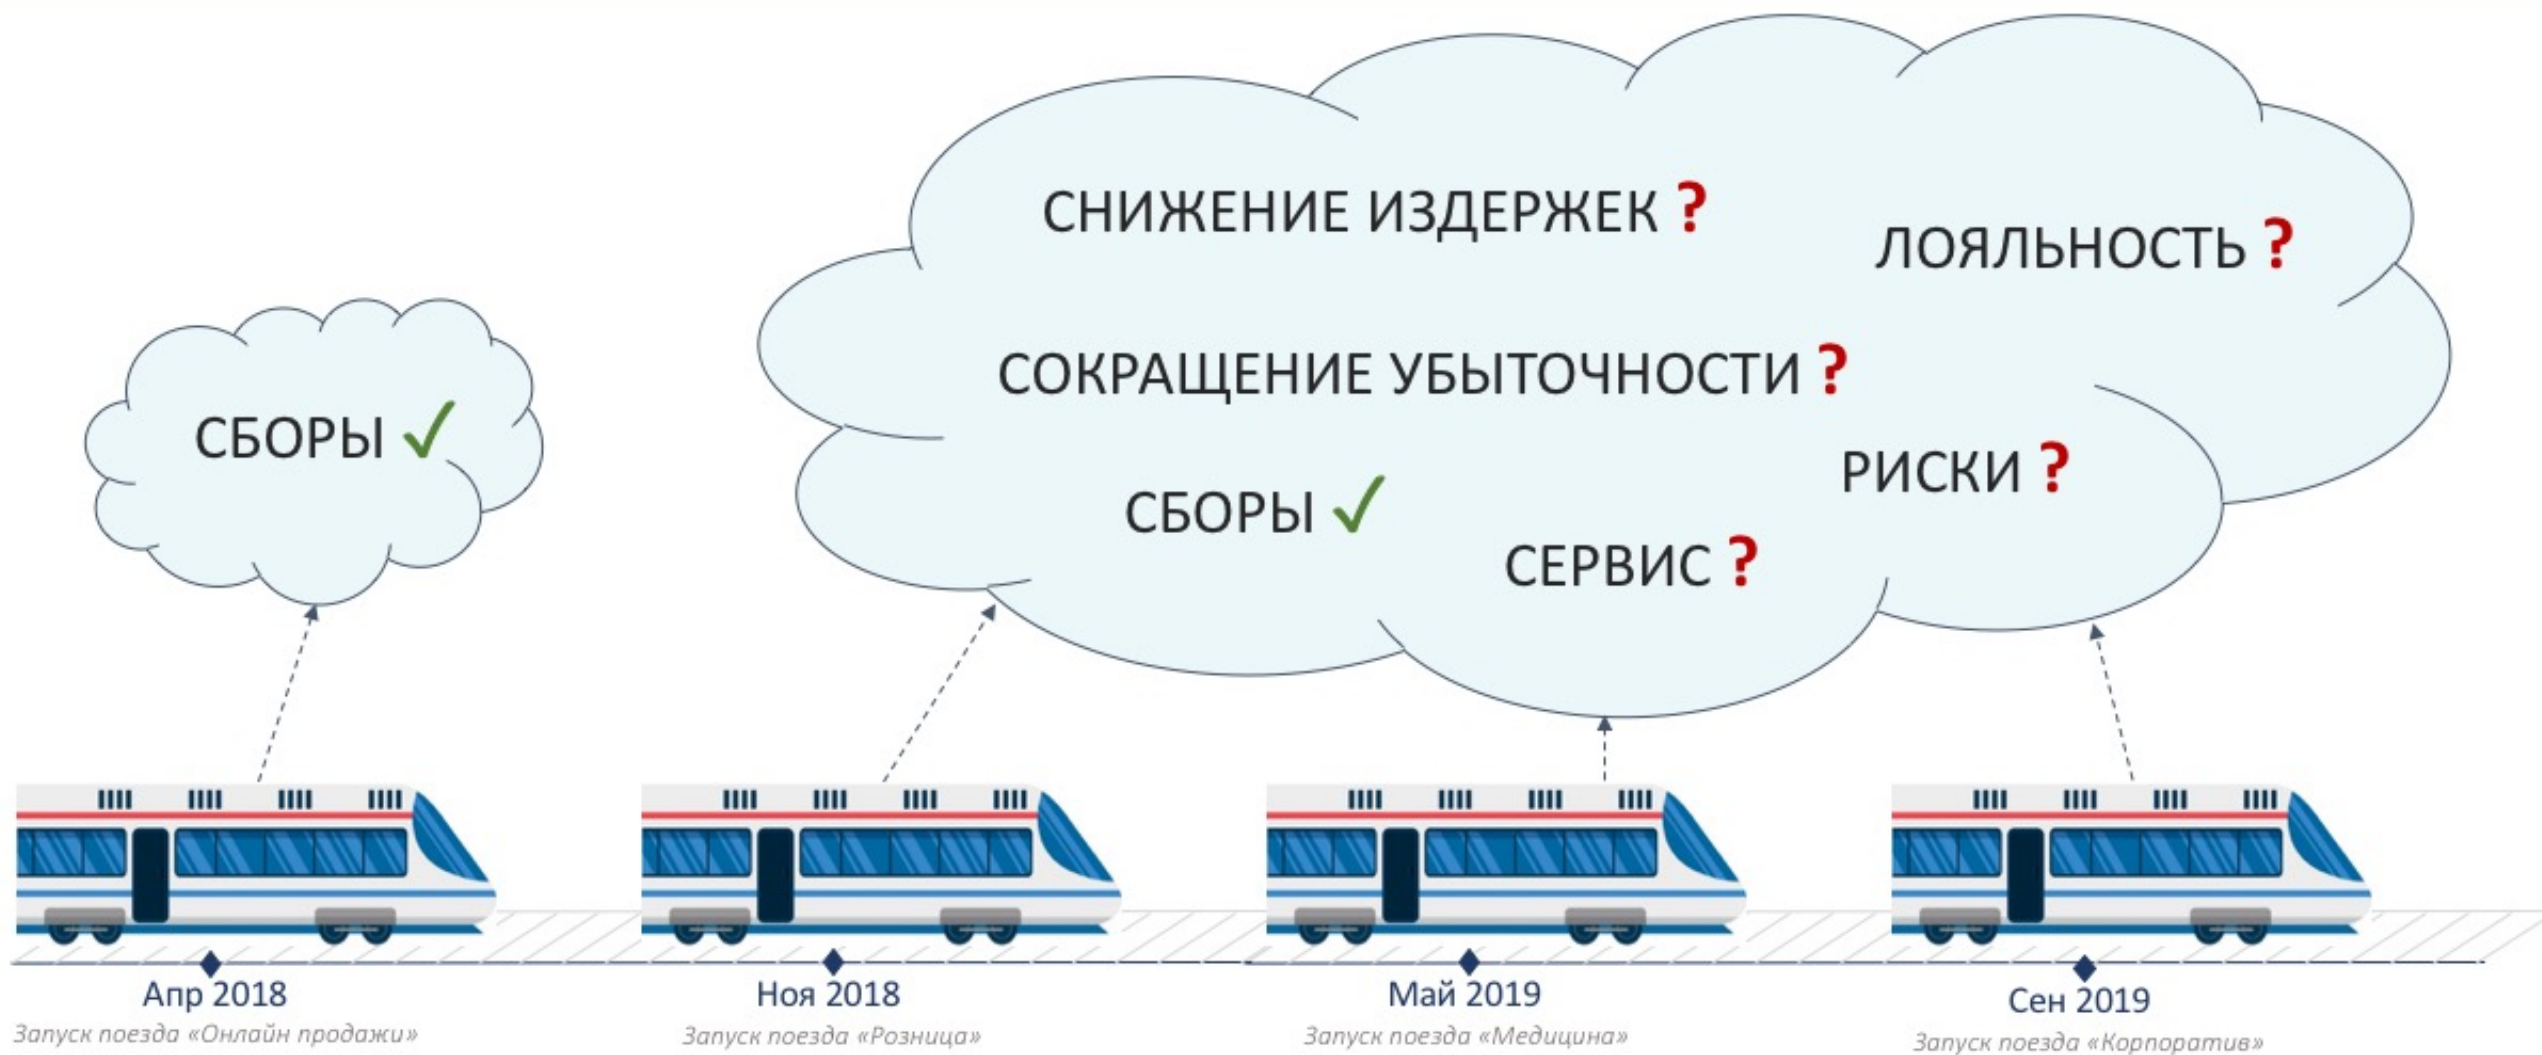 СНИЖЕНИЕ ИЗДЕРЖЕК ?
ЛОЯЛЬНОСТЬ ?
СОКРАЩЕНИЕ УБЫТОЧНОСТИ ?
СБОРЫ ✓
РИСКИ ?
СБОРЫ ✓
СЕРВИС ?
Апр 2018
Запуск поезда «Онлайн продажи»
Ноя 2018
Запуск поезда «Розница»
Май 2019
Запуск поезда «Медицина»
Сен 2019
Запуск поезда «Корпоратив»